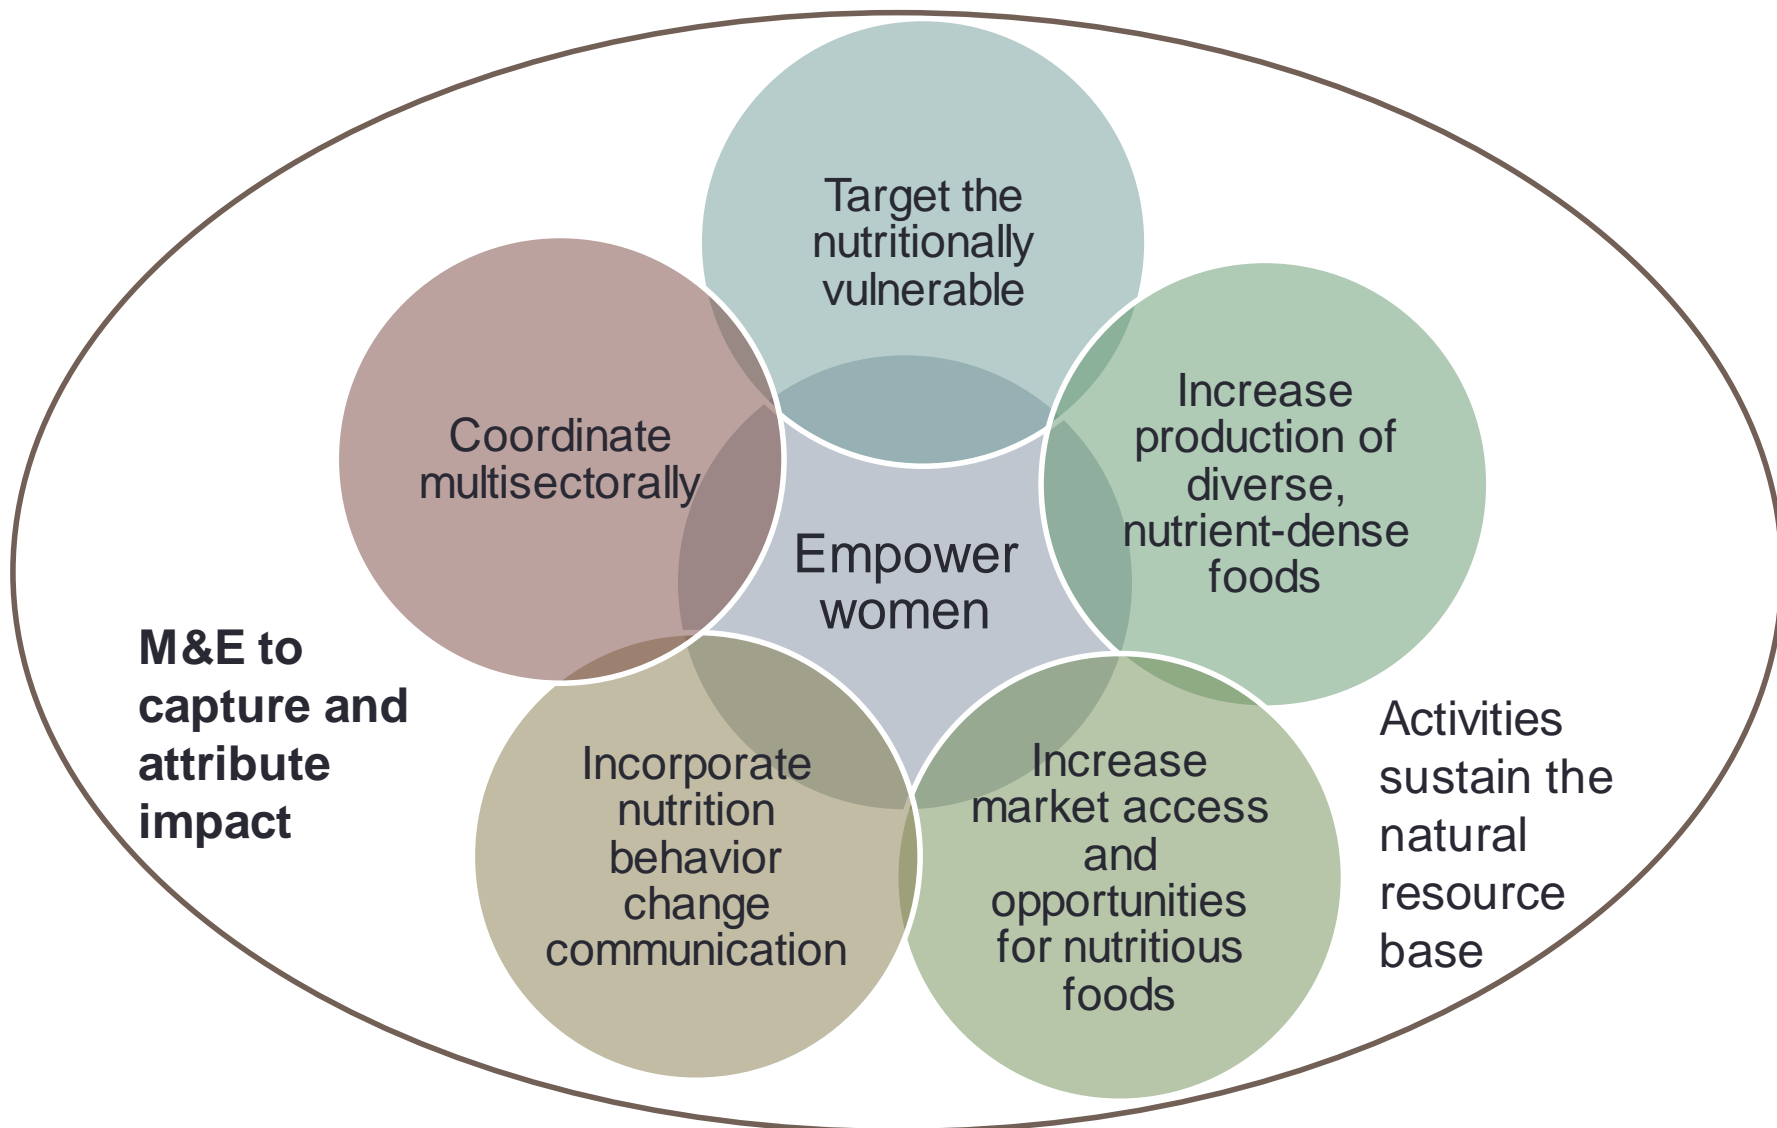 Target the
nutritionally
vulnerable
Increase
production of
diverse,
nutrient-dense
foods
Coordinate
multisectorally
Empower
women
M&E to
capture and
attribute
impact
Incorporate
nutrition
behavior
change
communication
Increase
market access
and
opportunities
for nutritious
foods
Activities
sustain the
natural
resource
base